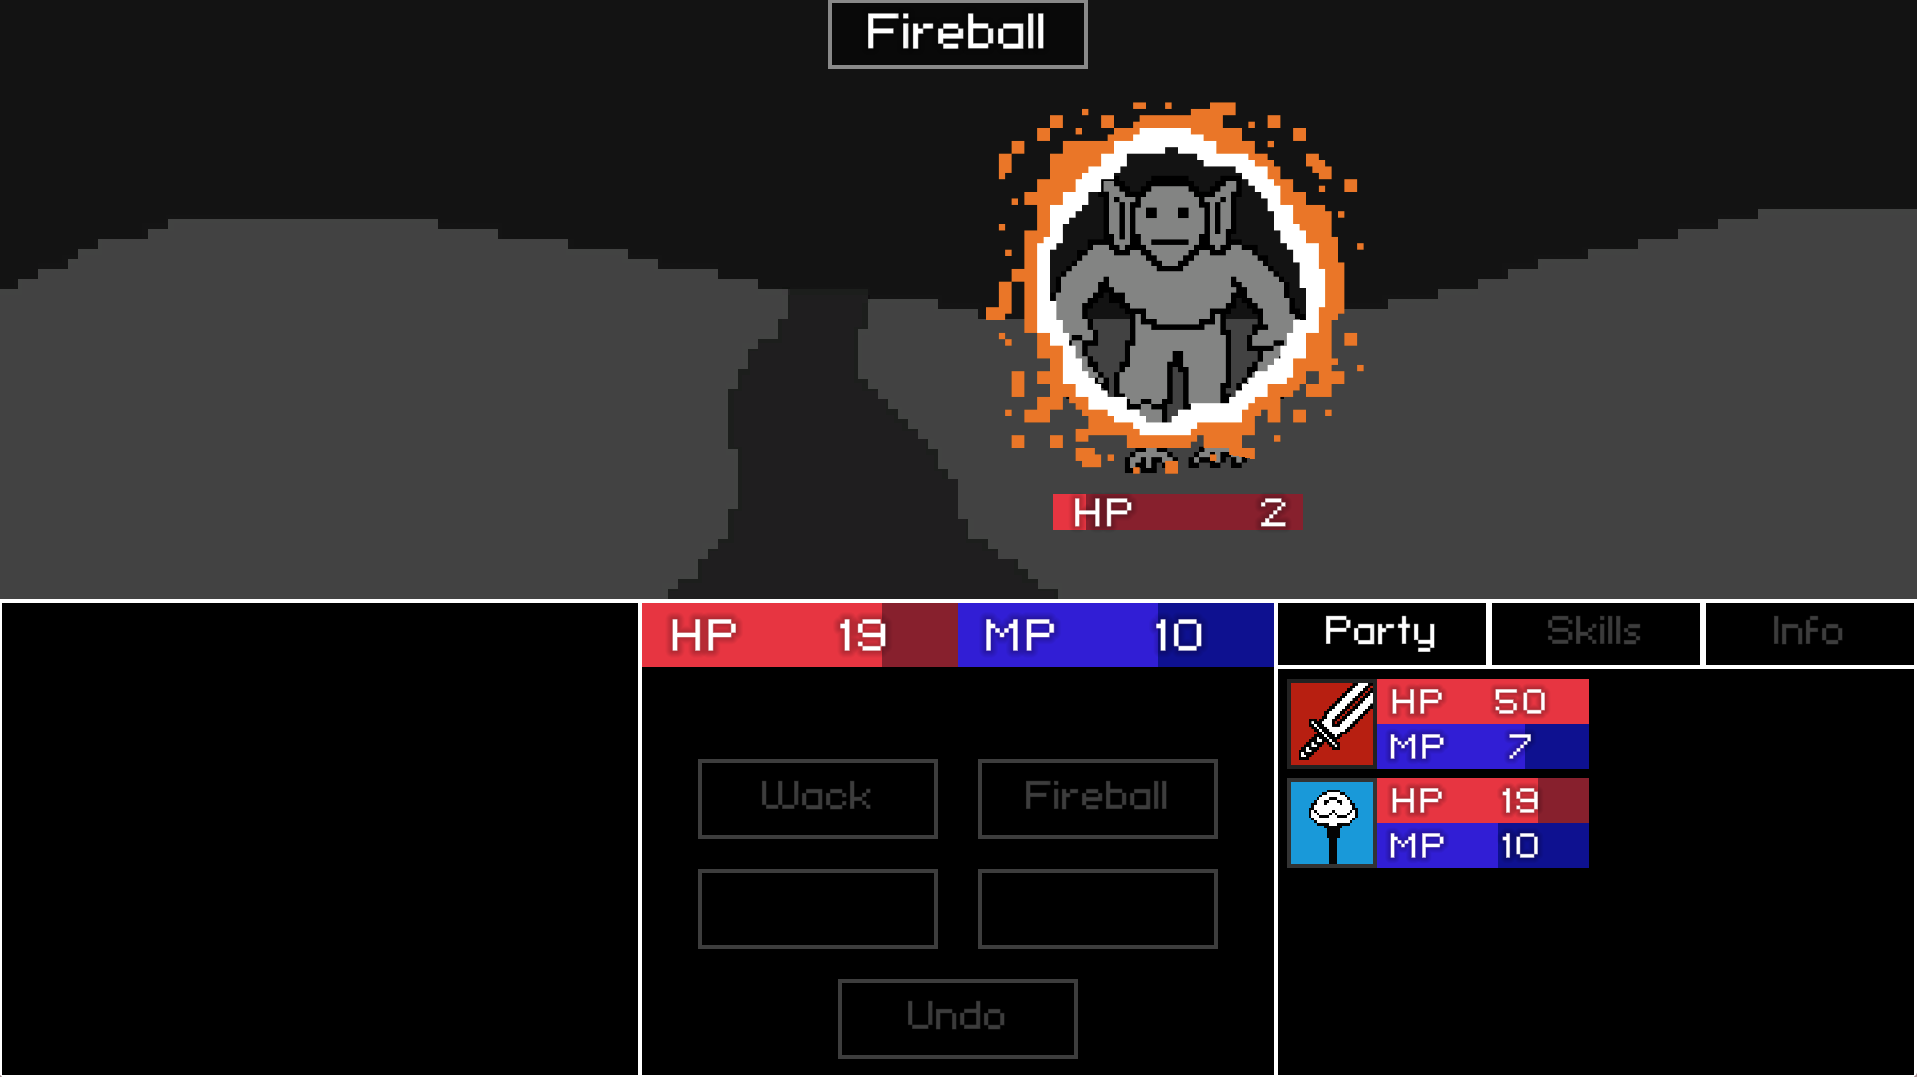 Fireball
HP 2
HP 19 MP 10
Party Skills Info
HP 50
MP 7
Wack Fireball
HP 19
MP 10
Undo